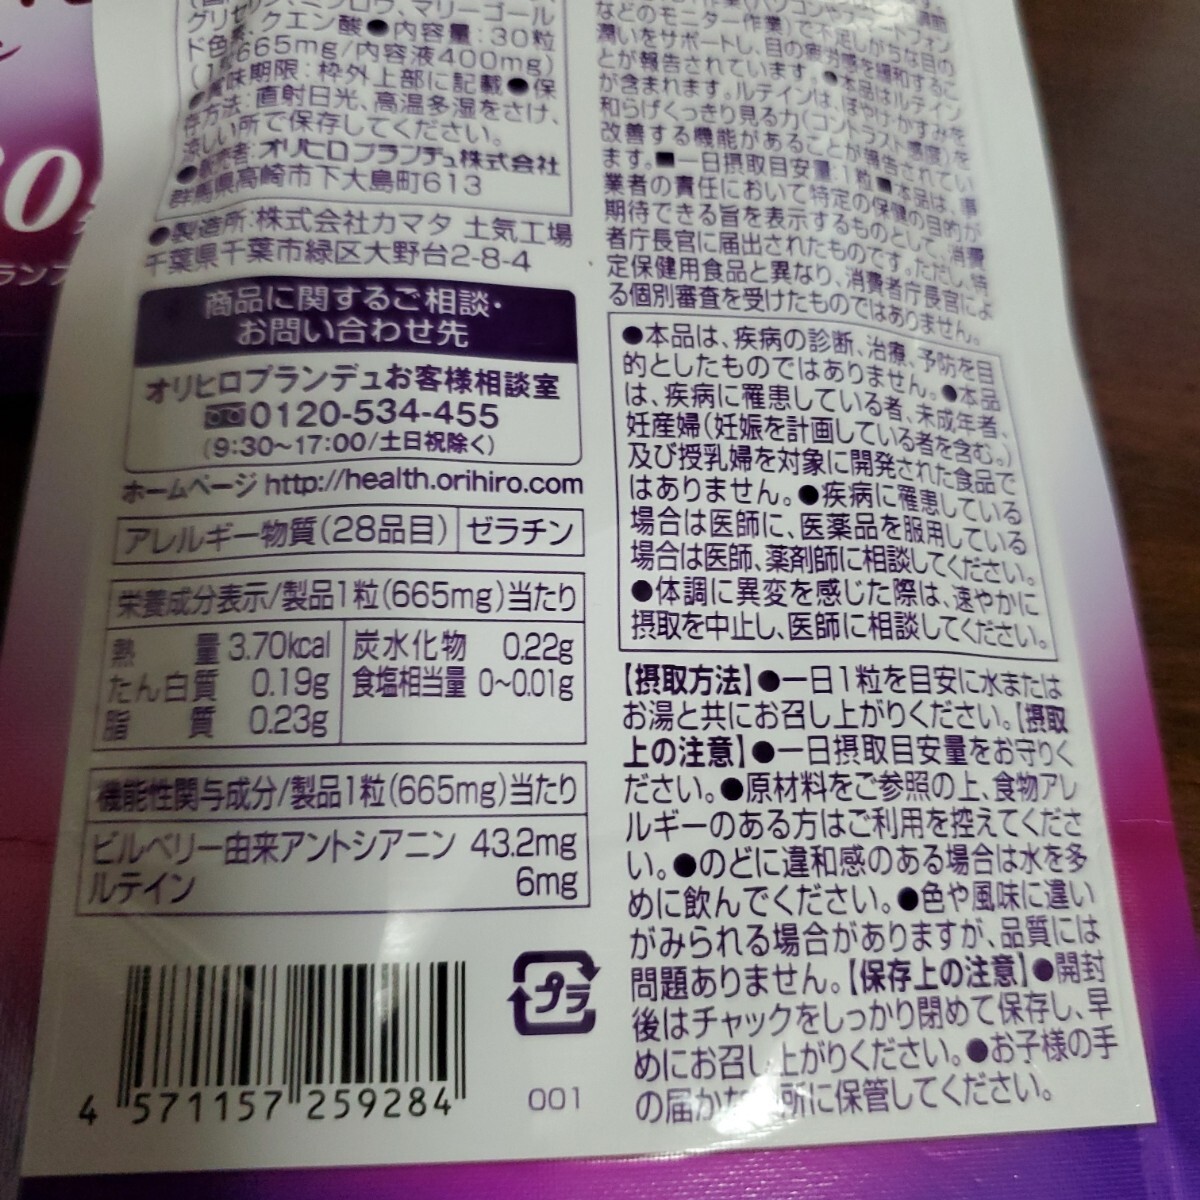 グリセリン、ミツロウ、マリーゴール
ド色素、クエン酸●内容量:30粒
(1粒665mg/内容液400mg)
●賞味期限:枠外上部に記載●保
存方法:直射日光、高温多湿をさけ、
涼しい所で保存してください。
●販売者:オリヒロプランデュ株式会社
群馬県高崎市下大島町613
●製造所:株式会社カマタ 土気工場
千葉県千葉市緑区大野台2-8-4
商品に関するご相談・
お問い合わせ先
オリヒロプランデュお客様相談室
0120-534-455
(9:30~17:00/土日祝除く)
ホームページ http://health.orihiro.com
アレルギー物質(28品目) ゼラチン
栄養成分表示/製品1粒(665mg)当たり
熱量 3.70kcal 炭水化物 0.22g
たん白質 0.19g 食塩相当量 0~0.01g
脂質 0.23g
機能性関与成分/製品1粒(665mg)当たり
ビルベリー由来アントシアニン 43.2mg
ルテイン 6mg
4 571157 259284
プラ
001
などのモニター作業)で不足しがちな目の
潤いをサポートし、目の疲労感を緩和するこ
とが報告されています。●本品はルテイン
が含まれます。ルテインは、ぼやけ・かすみを
和らげくっきり見る力(コントラスト感度)を
改善する機能があることが報告されてい
ます。■一日摂取目安量:1粒■本品は、事
業者の責任において特定の保健の目的が
期待できる旨を表示するものとして、消費
者庁長官に届出されたものです。ただし、特
定保健用食品と異なり、消費者庁長官によ
る個別審査を受けたものではありません。
●本品は、疾病の診断、治療、予防を目
的としたものではありません。●本品
は、疾病に罹患している者、未成年者、
妊産婦(妊娠を計画している者を含む。)
及び授乳婦を対象に開発された食品で
はありません。●疾病に罹患している
場合は医師に、医薬品を服用している
場合は医師、薬剤師に相談してください。
●体調に異変を感じた際は、速やかに
摂取を中止し、医師に相談してください。
【摂取方法】●一日1粒を目安に水または
お湯と共にお召し上がりください。【摂取
上の注意】●一日摂取目安量をお守りく
ださい。●原材料をご参照の上、食物アレ
ルギーのある方はご利用を控えてくださ
い。●のどに違和感のある場合は水を多
めに飲んでください。●色や風味に違い
がみられる場合がありますが、品質には
問題ありません。【保存上の注意】●開封
後はチャックをしっかり閉めて保存し、早
めにお召し上がりください。●お子様の手
の届かない所に保管してください。